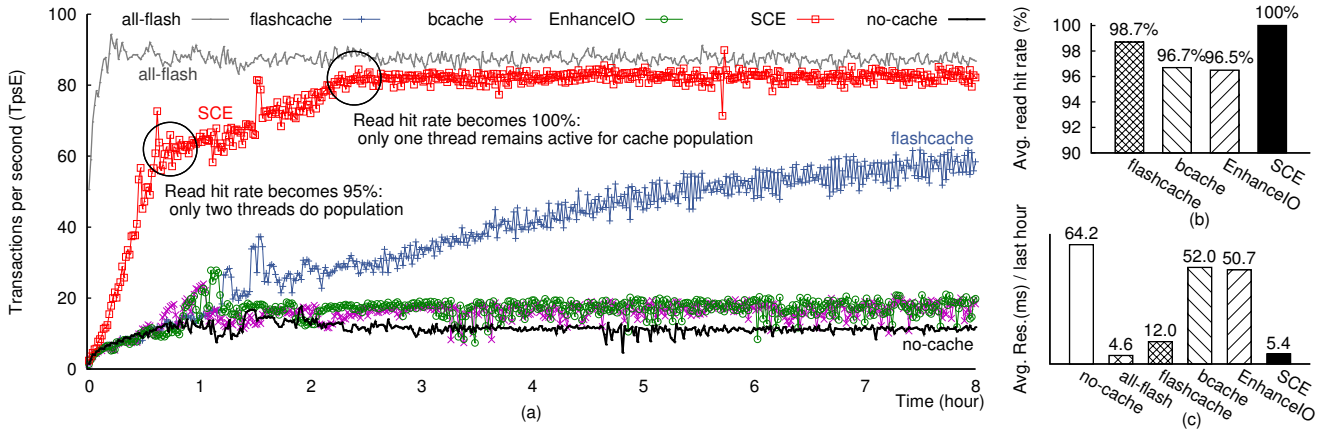 all-flash flashcache bcache EnhanceIO SCE no-cache
Transactions per second (TpsE)
100
80
60
40
20
0
all-flash
SCE
Read hit rate becomes 100%:
only one thread remains active for cache population
flashcache
Read hit rate becomes 95%:
only two threads do population
no-cache
0 1 2 3 4 5 6 7 8
Time (hour)
(a)
Avg. read hit rate (%)
100
98
96
94
92
90
98.7%
96.7%
96.5%
100%
flashcache
bcache
EnhanceIO
SCE
(b)
Avg. Res.(ms) / last hour
64.2
4.6
12.0
52.0
50.7
5.4
no-cache
all-flash
flashcache
bcache
EnhanceIO
SCE
(c)